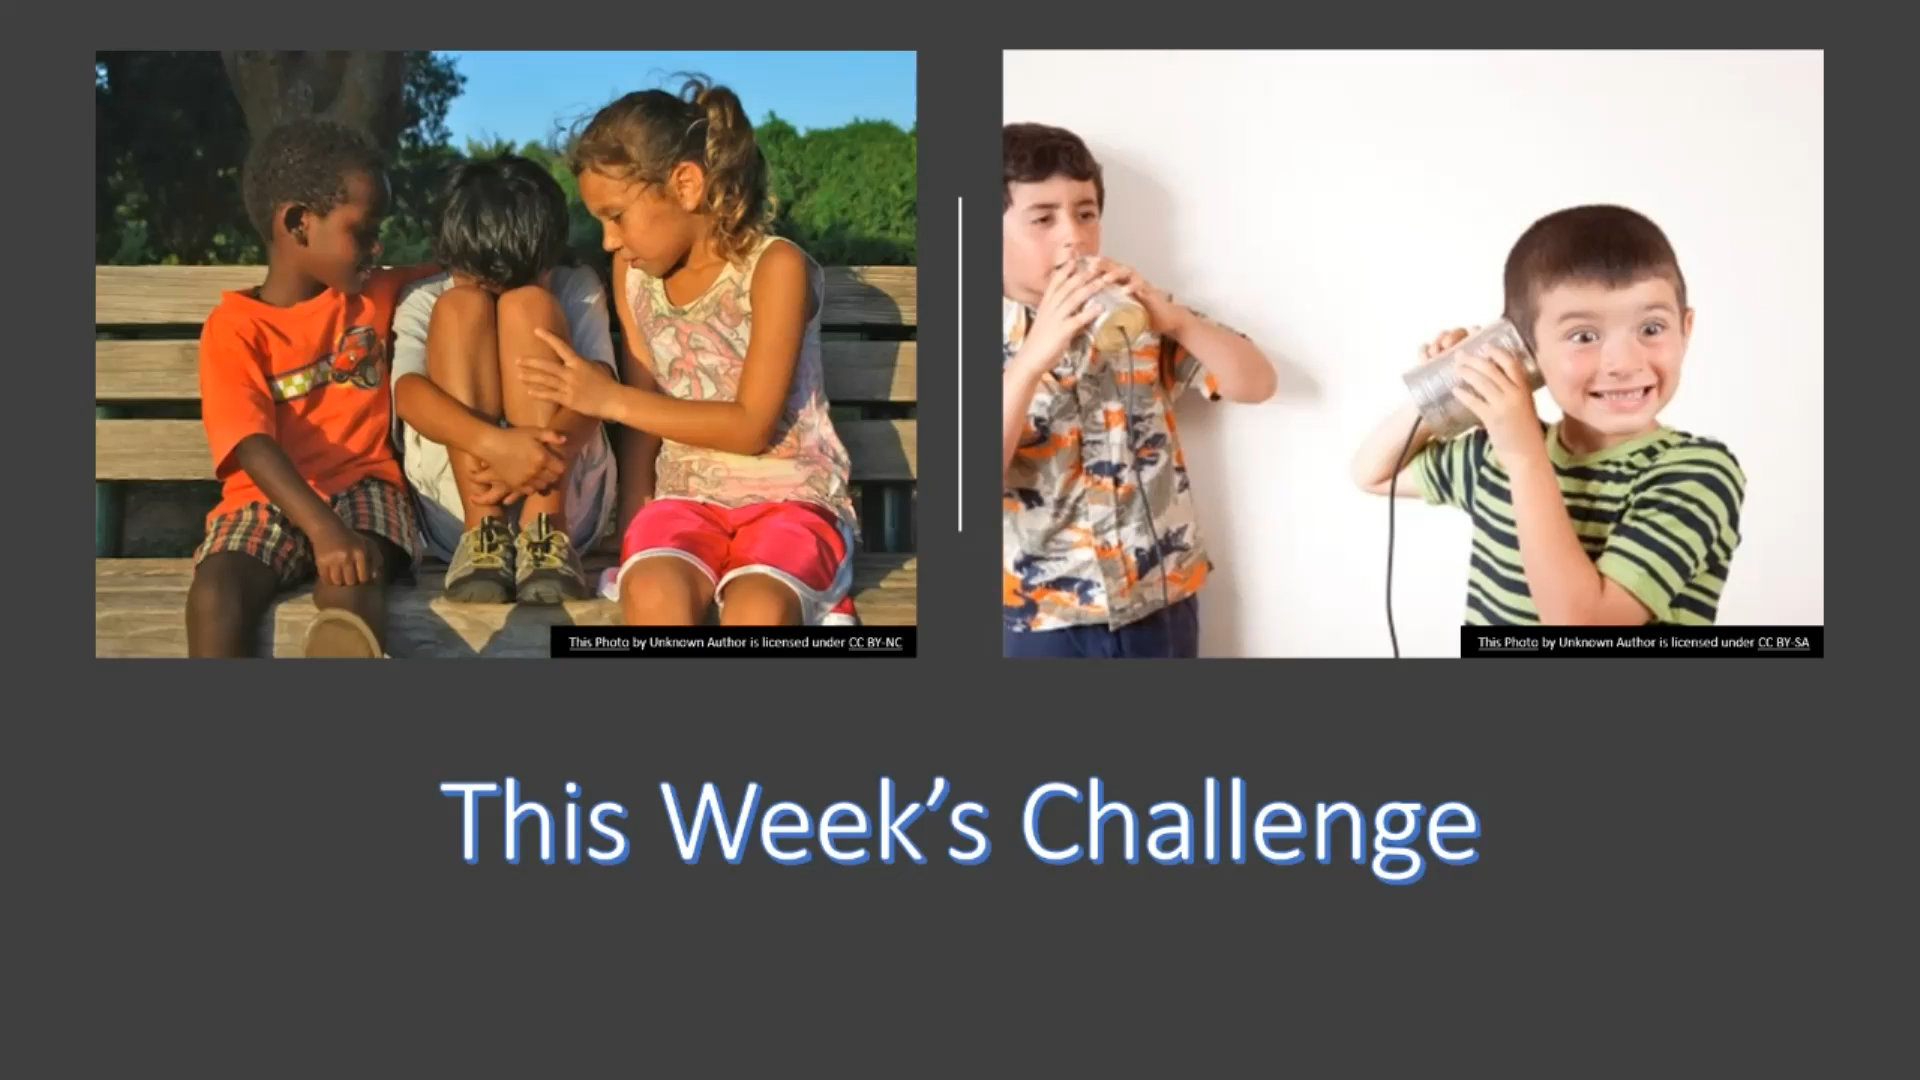 This Photo by Unknown Author is licensed under CC BY-NC
This Photo by Unknown Author is licensed under CC BY-SA
This Week’s Challenge